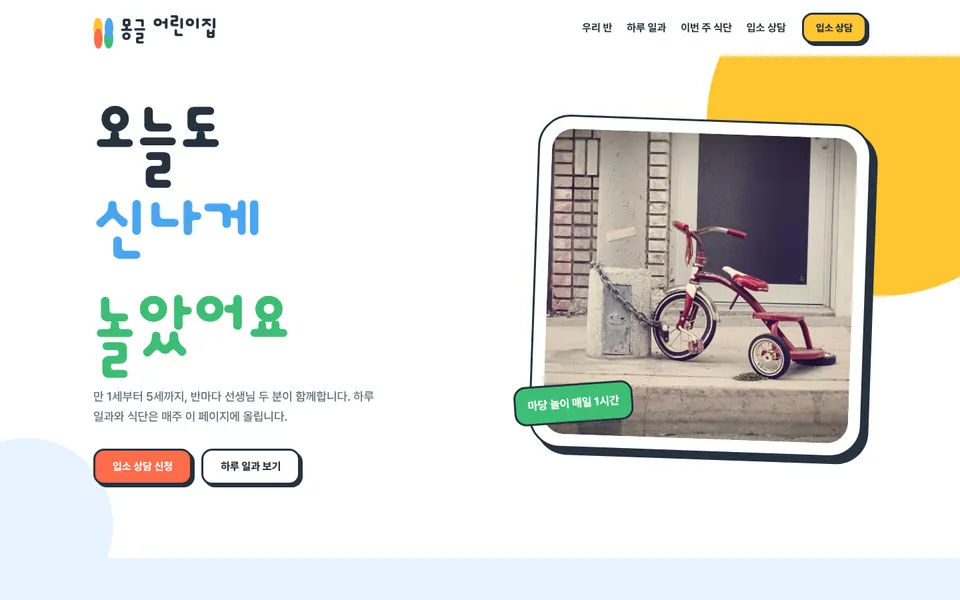 몽글 어린이집
우리 반
하루 일과
이번 주 식단
입소 상담
입소 상담
오늘도
신나게
놀았어요
만 1세부터 5세까지, 반마다 선생님 두 분이 함께합니다. 하루
일과와 식단은 매주 이 페이지에 올립니다.
입소 상담 신청
하루 일과 보기
마당 놀이 매일 1시간